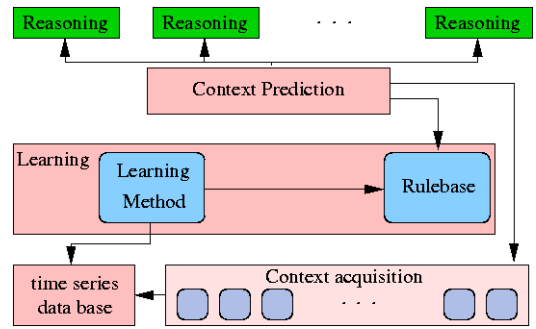 Reasoning
Reasoning
. . .
Reasoning
Context Prediction
Learning
Learning
Method
Rulebase
time series
data base
Context acquisition
. . .